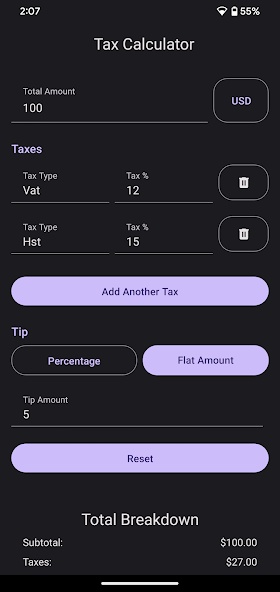 2:07 55%
Tax Calculator
Total Amount
100
USD
Taxes
Tax Type Tax %
Vat 12
Tax Type Tax %
Hst 15
Add Another Tax
Tip
Percentage Flat Amount
Tip Amount
5
Reset
Total Breakdown
Subtotal: $100.00
Taxes: $27.00